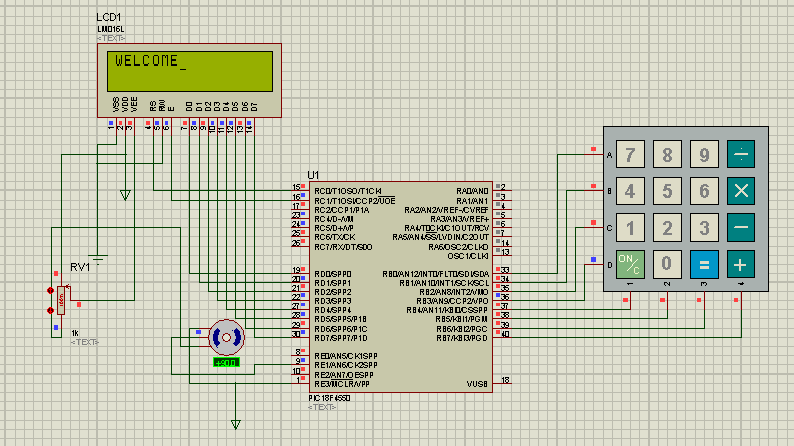 LCD1
LM016L
<TEXT>
WELCOME_
VSS VDD VEE RS RW E D0 D1 D2 D3 D4 D5 D6 D7
1 2 3 4 5 6 7 8 9 10 11 12 13 14
U1
15 RC0/T1OSO/T1CKI RA0/AN0 2
16 RC1/T1OSI/CCP2/UOE RA1/AN1 3
17 RC2/CCP1/P1A RA2/AN2/VREF-/CVREF 4
23 RC4/D-/VM RA3/AN3/VREF+ 5
24 RC5/D+/VP RA4/T0CKI/C1OUT/RCV 6
25 RC6/TX/CK RA5/AN4/SS/LVDIN/C2OUT 7
26 RC7/RX/DT/SDO RA6/OSC2/CLKO 14
OSC1/CLKI 13
19 RD0/SPP0 RB0/AN12/INT0/FLT0/SDI/SDA 33
20 RD1/SPP1 RB1/AN10/INT1/SCK/SCL 34
21 RD2/SPP2 RB2/AN8/INT2/VMO 35
22 RD3/SPP3 RB3/AN9/CCP2/VPO 36
27 RD4/SPP4 RB4/AN11/KBI0/CSSPP 37
28 RD5/SPP5/P1B RB5/KBI1/PGM 38
29 RD6/SPP6/P1C RB6/KBI2/PGC 39
30 RD7/SPP7/P1D RB7/KBI3/PGD 40
8 RE0/AN5/CK1SPP
9 RE1/AN6/CK2SPP
10 RE2/AN7/OESPP
1 RE3/MCLR/VPP VUSB 18
PIC18F4550
<TEXT>
RV1
1k
<TEXT>
+90.0
A 7 8 9 ÷
B 4 5 6 ×
C 1 2 3 −
D ON/C 0 = +
1 2 3 4